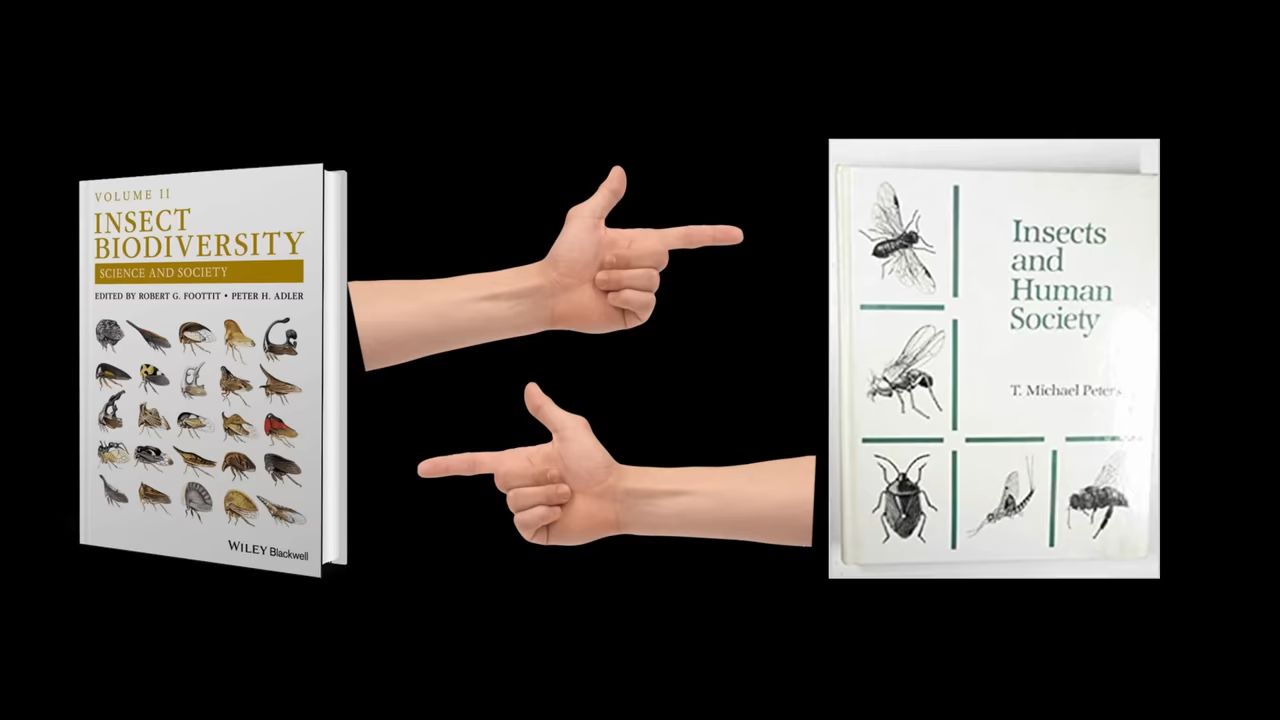 VOLUME II
INSECT
BIODIVERSITY
SCIENCE AND SOCIETY
EDITED BY ROBERT G. FOOTTIT • PETER H. ADLER
WILEY Blackwell
Insects
and
Human
Society
T. Michael Peters